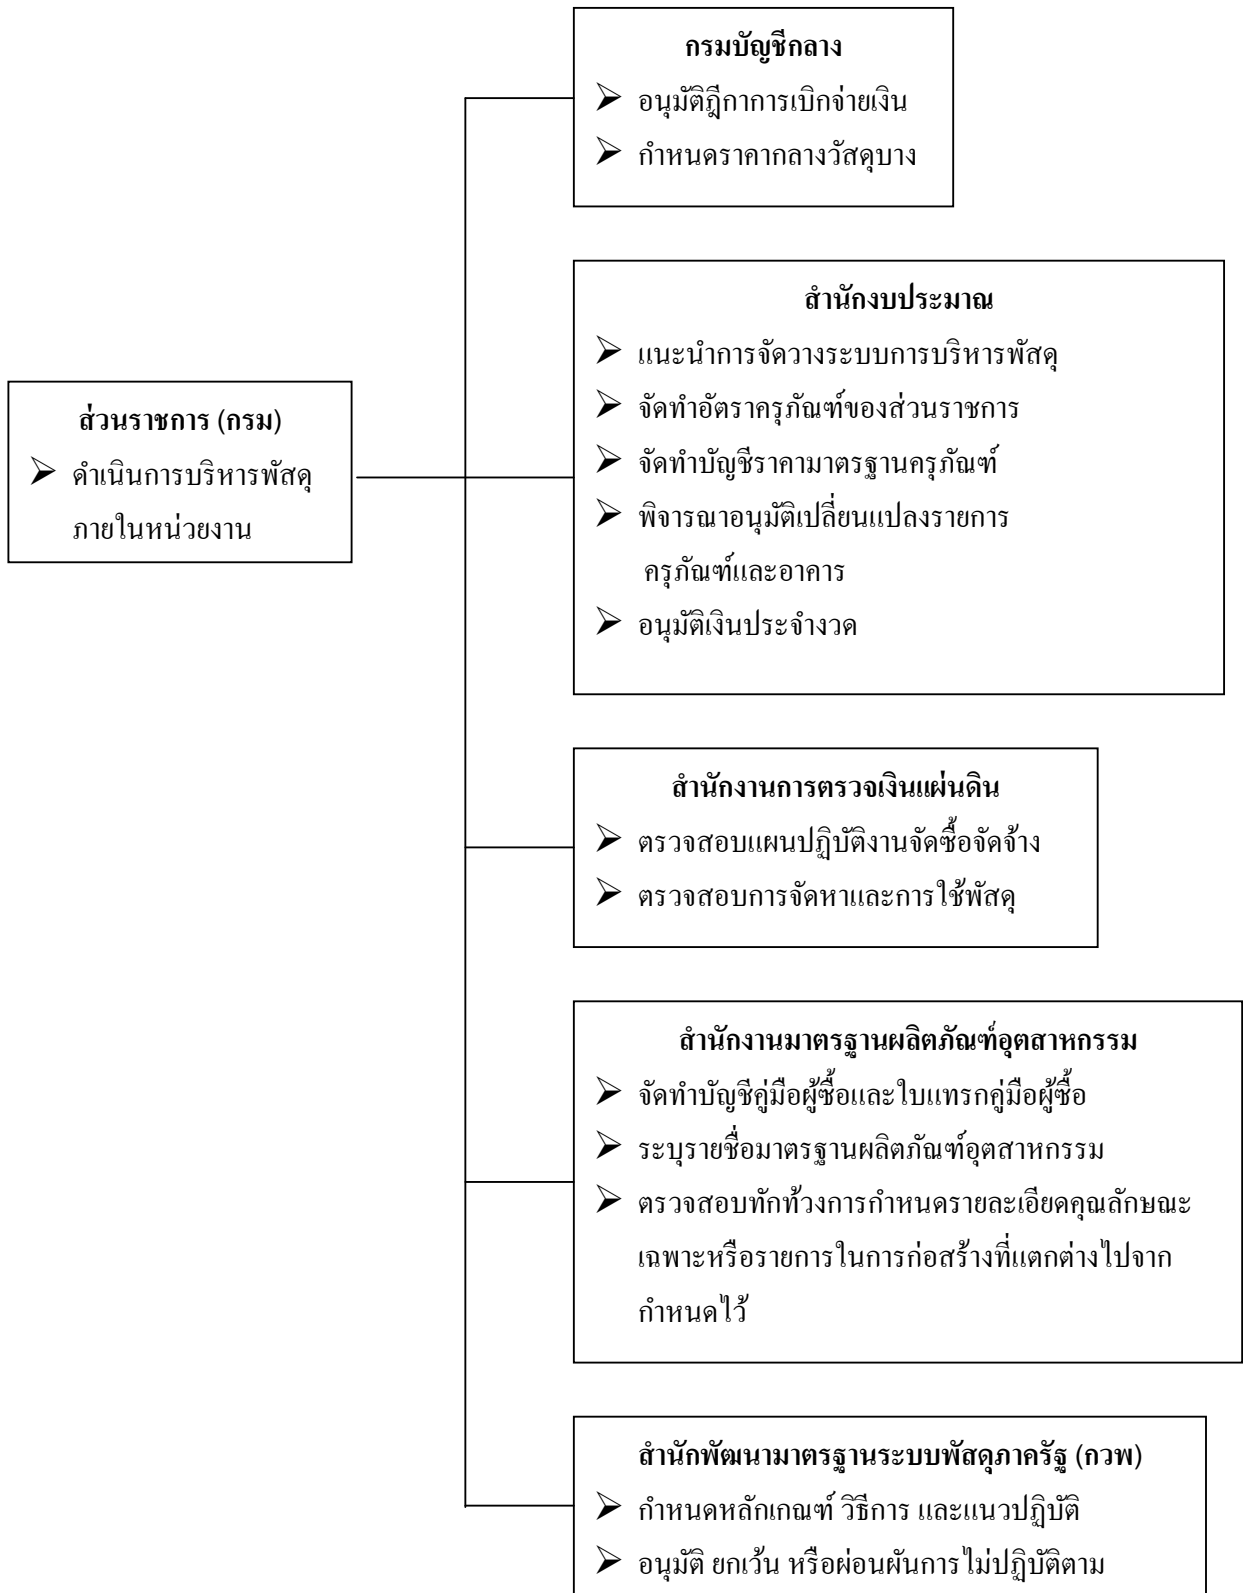 กรมบัญชีกลาง
➢ อนุมัติฎีกาการเบิกจ่ายเงิน
➢ กำหนดราคากลางวัสดุบาง
สำนักงบประมาณ
➢ แนะนำการจัดวางระบบการบริหารพัสดุ
➢ จัดทำอัตราครุภัณฑ์ของส่วนราชการ
➢ จัดทำบัญชีราคามาตรฐานครุภัณฑ์
➢ พิจารณาอนุมัติเปลี่ยนแปลงรายการ
ครุภัณฑ์และอาคาร
➢ อนุมัติเงินประจำงวด
ส่วนราชการ (กรม)
➢ ดำเนินการบริหารพัสดุ
ภายในหน่วยงาน
สำนักงานการตรวจเงินแผ่นดิน
➢ ตรวจสอบแผนปฏิบัติงานจัดซื้อจัดจ้าง
➢ ตรวจสอบการจัดหาและการใช้พัสดุ
สำนักงานมาตรฐานผลิตภัณฑ์อุตสาหกรรม
➢ จัดทำบัญชีคู่มือผู้ซื้อและใบแทรกคู่มือผู้ซื้อ
➢ ระบุรายชื่อมาตรฐานผลิตภัณฑ์อุตสาหกรรม
➢ ตรวจสอบทักท้วงการกำหนดรายละเอียดคุณลักษณะ
เฉพาะหรือรายการในการก่อสร้างที่แตกต่างไปจาก
กำหนดไว้
สำนักพัฒนามาตรฐานระบบพัสดุภาครัฐ (กวพ)
➢ กำหนดหลักเกณฑ์ วิธีการ และแนวปฏิบัติ
➢ อนุมัติ ยกเว้น หรือผ่อนผันการไม่ปฏิบัติตาม